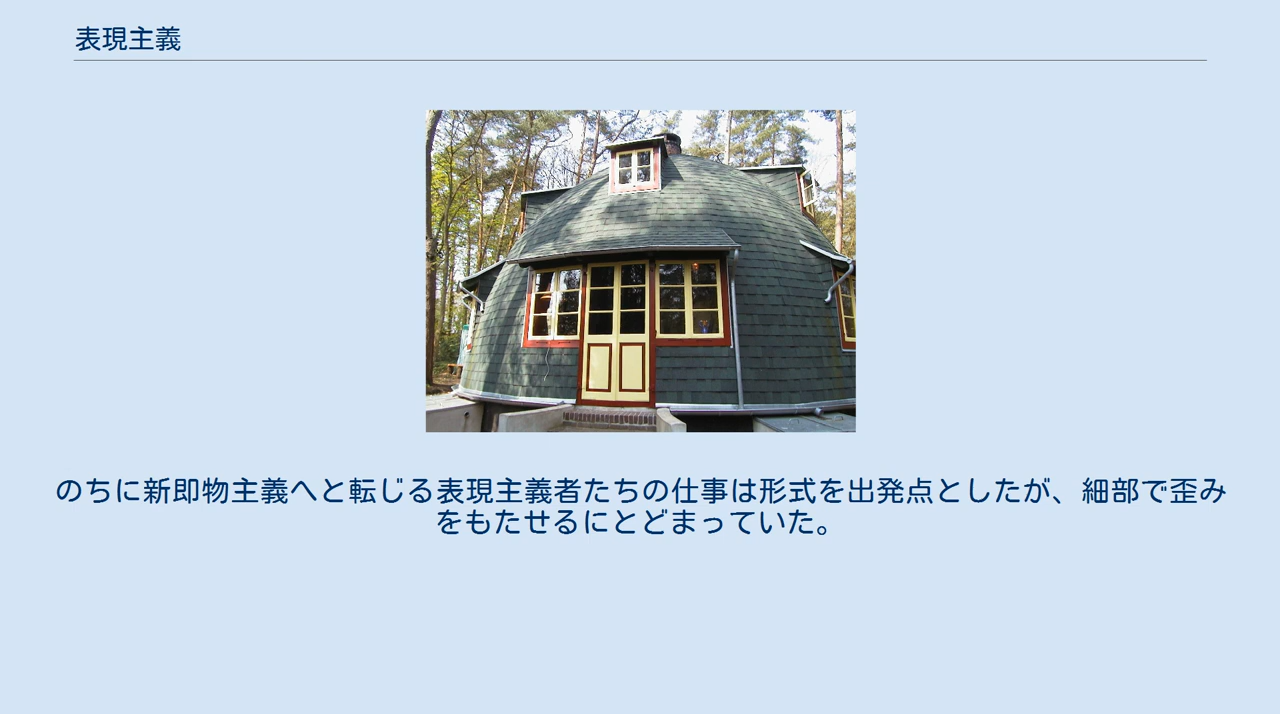 表現主義
のちに新即物主義へと転じる表現主義者たちの仕事は形式を出発点としたが、細部で歪み
をもたせるにとどまっていた。